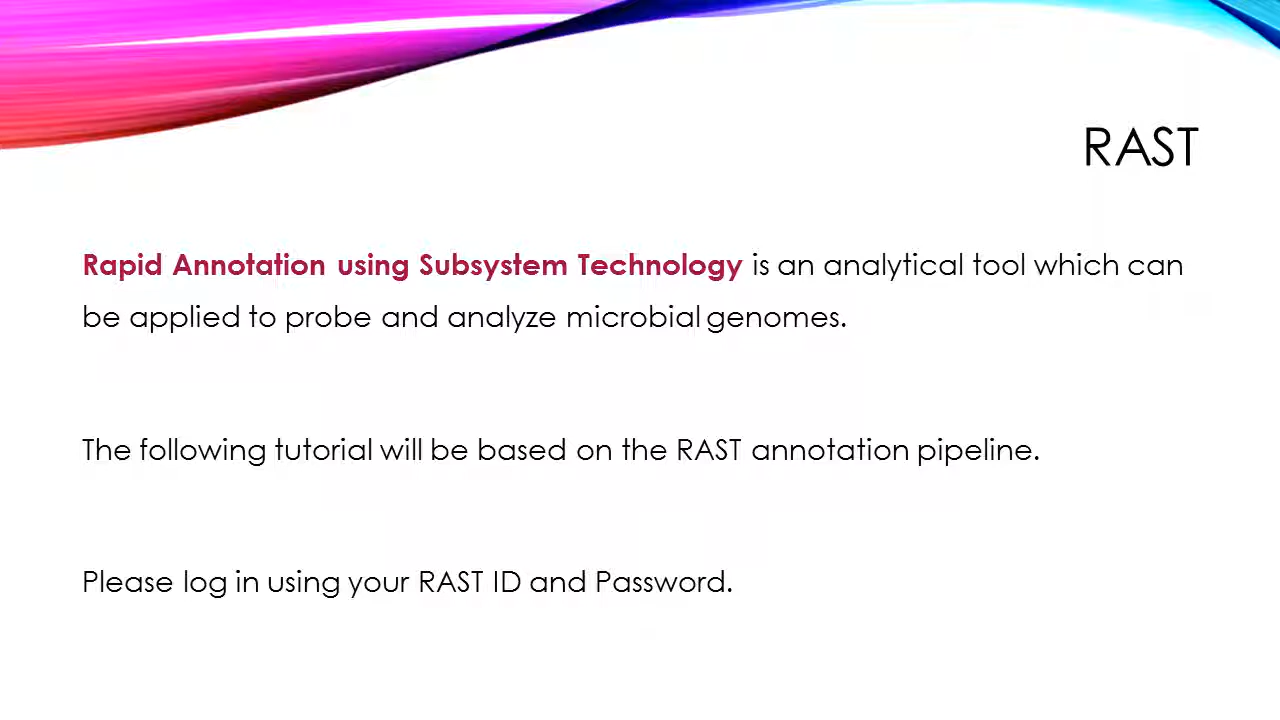 RAST
Rapid Annotation using Subsystem Technology is an analytical tool which can
be applied to probe and analyze microbial genomes.
The following tutorial will be based on the RAST annotation pipeline.
Please log in using your RAST ID and Password.